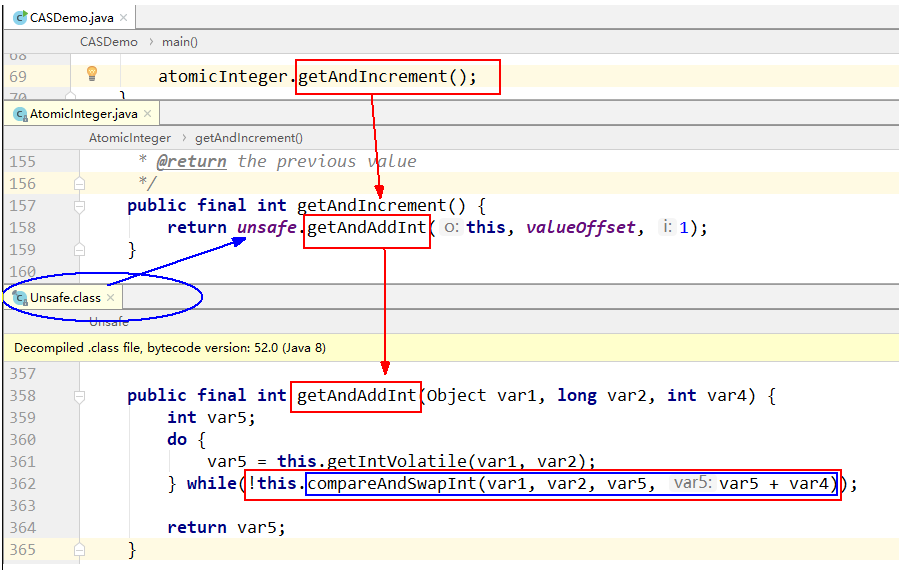 CASDemo.java ×
CASDemo › main()
68
69 atomicInteger.getAndIncrement();
70 }
AtomicInteger.java ×
AtomicInteger › getAndIncrement()
155 * @return the previous value
156 */
157 public final int getAndIncrement() {
158 return unsafe.getAndAddInt( o: this, valueOffset, i: 1);
159 }
160
Unsafe.class ×
Unsafe
Decompiled .class file, bytecode version: 52.0 (Java 8)
357
358 public final int getAndAddInt(Object var1, long var2, int var4) {
359 int var5;
360 do {
361 var5 = this.getIntVolatile(var1, var2);
362 } while(!this.compareAndSwapInt(var1, var2, var5, var5: var5 + var4));
363
364 return var5;
365 }